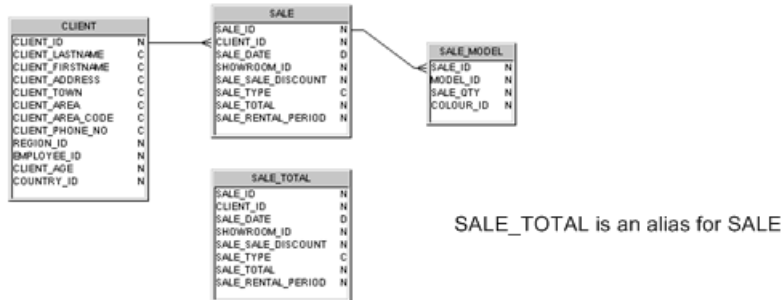 CLIENT
CLIENT_ID N
CLIENT_LASTNAME C
CLIENT_FIRSTNAME C
CLIENT_ADDRESS C
CLIENT_TOWN C
CLIENT_AREA C
CLIENT_AREA_CODE C
CLIENT_PHONE_NO C
REGION_ID N
EMPLOYEE_ID N
CLIENT_AGE N
COUNTRY_ID N
SALE
SALE_ID N
CLIENT_ID N
SALE_DATE D
SHOWROOM_ID N
SALE_SALE_DISCOUNT N
SALE_TYPE C
SALE_TOTAL N
SALE_RENTAL_PERIOD N
SALE_MODEL
SALE_ID N
MODEL_ID N
SALE_QTY N
COLOUR_ID N
SALE_TOTAL
SALE_ID N
CLIENT_ID N
SALE_DATE D
SHOWROOM_ID N
SALE_SALE_DISCOUNT N
SALE_TYPE C
SALE_TOTAL N
SALE_RENTAL_PERIOD N
SALE_TOTAL is an alias for SALE